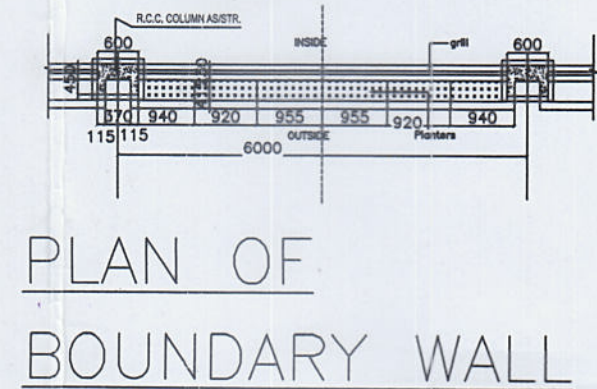 R.C.C. COLUMN AS/STR.
600 INSIDE grill 600
450
370 940 920 955 955 920 940
115 115 OUTSIDE Planters
6000
PLAN OF
BOUNDARY WALL